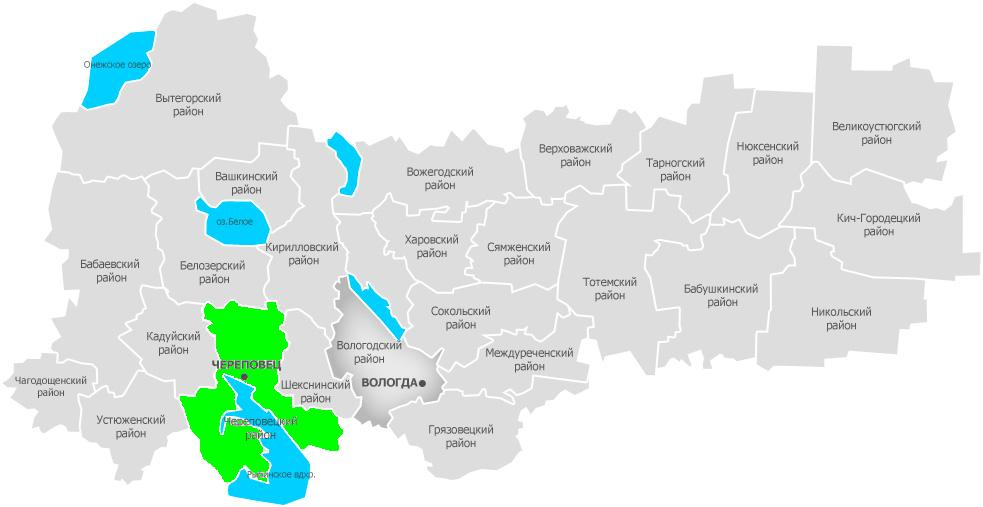 Онежское озеро
Вытегорский
район
Великоустюгский
район
Верховажский
район
Нюксенский
район
Тарногский
район
Вожегодский
район
Вашкинский
район
оз.Белое
Кич-Городецкий
район
Кирилловский
район
Харовский
район
Сямженский
район
Бабаевский
район
Белозерский
район
Тотемский
район
Бабушкинский
район
Сокольский
район
Никольский
район
Кадуйский
район
Вологодский
район
Междуреченский
район
ЧЕРЕПОВЕЦ
Шекснинский
район
ВОЛОГДА
Чагодощенский
район
Устюженский
район
Череповецкий
район
Грязовецкий
район
Рыбинское вдхр.